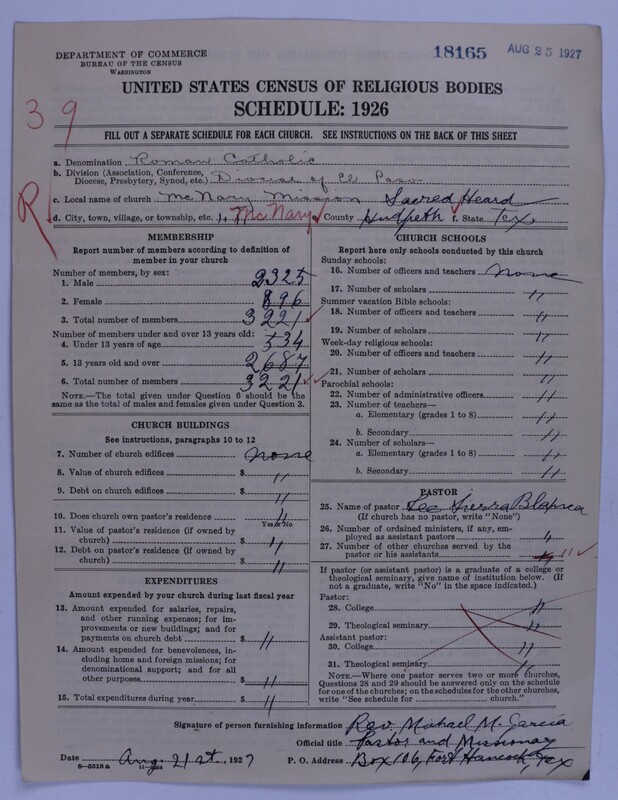 DEPARTMENT OF COMMERCE
BUREAU OF THE CENSUS
WASHINGTON
18165 AUG 25 1927
UNITED STATES CENSUS OF RELIGIOUS BODIES
SCHEDULE: 1926
39
FILL OUT A SEPARATE SCHEDULE FOR EACH CHURCH. SEE INSTRUCTIONS ON THE BACK OF THIS SHEET
R
a. Denomination Roman Catholic
b. Division (Association, Conference,
Diocese, Presbytery, Synod, etc.) Diocese of El Paso
c. Local name of church McNary Mission Sacred Heard
d. City, town, village, or township, etc. McNary County Hudpeth f. State Tex.
MEMBERSHIP
Report number of members according to definition of
member in your church
Number of members, by sex:
1. Male 2325
2. Female 896
3. Total number of members 3221
Number of members under and over 13 years old:
4. Under 13 years of age 534
5. 13 years old and over 2687
6. Total number of members 3221
NOTE.—The total given under Question 6 should be the
same as the total of males and females given under Question 3.
CHURCH BUILDINGS
See instructions, paragraphs 10 to 12
7. Number of church edifices none
8. Value of church edifices $ "
9. Debt on church edifices $ "
10. Does church own pastor's residence "
Yes or No
11. Value of pastor's residence (if owned by
church) $ "
12. Debt on pastor's residence (if owned by
church) $ "
EXPENDITURES
Amount expended by your church during last fiscal year
13. Amount expended for salaries, repairs,
and other running expenses; for im-
provements or new buildings; and for
payments on church debt $ "
14. Amount expended for benevolences, in-
cluding home and foreign missions; for
denominational support; and for all
other purposes $ "
15. Total expenditures during year $ "
CHURCH SCHOOLS
Report here only schools conducted by this church
Sunday schools:
16. Number of officers and teachers none
17. Number of scholars "
Summer vacation Bible schools:
18. Number of officers and teachers "
19. Number of scholars "
Week-day religious schools:
20. Number of officers and teachers "
21. Number of scholars "
Parochial schools:
22. Number of administrative officers "
23. Number of teachers—
a. Elementary (grades 1 to 8) "
b. Secondary "
24. Number of scholars—
a. Elementary (grades 1 to 8) "
b. Secondary "
PASTOR
25. Name of pastor See Sierra Blanca
(If church has no pastor, write "None")
26. Number of ordained ministers, if any, em-
ployed as assistant pastors "
27. Number of other churches served by the
pastor or his assistants 11
If pastor (or assistant pastor) is a graduate of a college or
theological seminary, give name of institution below. (If
not a graduate, write "No" in the space indicated.)
Pastor:
28. College "
29. Theological seminary "
Assistant pastor:
30. College "
31. Theological seminary "
NOTE.—Where one pastor serves two or more churches,
Questions 28 and 29 should be answered only on the schedule
for one of the churches; on the schedules for the other churches,
write "See schedule for church."
Signature of person furnishing information Rev. Michael M. Garcia
Official title Pastor and Missionay
Date Aug. 21st, 1927 P. O. Address Box 106, Fort Hancock, Tex
8—5518a 11—9324